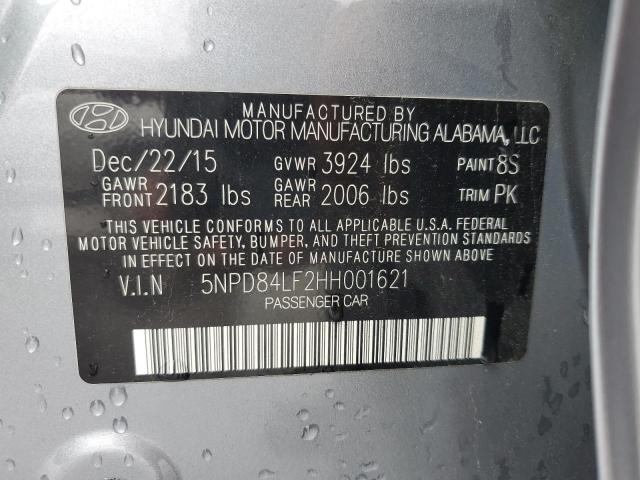 MANUFACTURED BY
HYUNDAI MOTOR MANUFACTURING ALABAMA, LLC
Dec/22/15 GVWR 3924 lbs PAINT 8S
GAWR FRONT 2183 lbs GAWR REAR 2006 lbs TRIM PK
THIS VEHICLE CONFORMS TO ALL APPLICABLE U.S.A. FEDERAL
MOTOR VEHICLE SAFETY, BUMPER, AND THEFT PREVENTION STANDARDS
IN EFFECT ON THE DATE OF MANUFACTURE SHOWN ABOVE.
V.I.N 5NPD84LF2HH001621
PASSENGER CAR